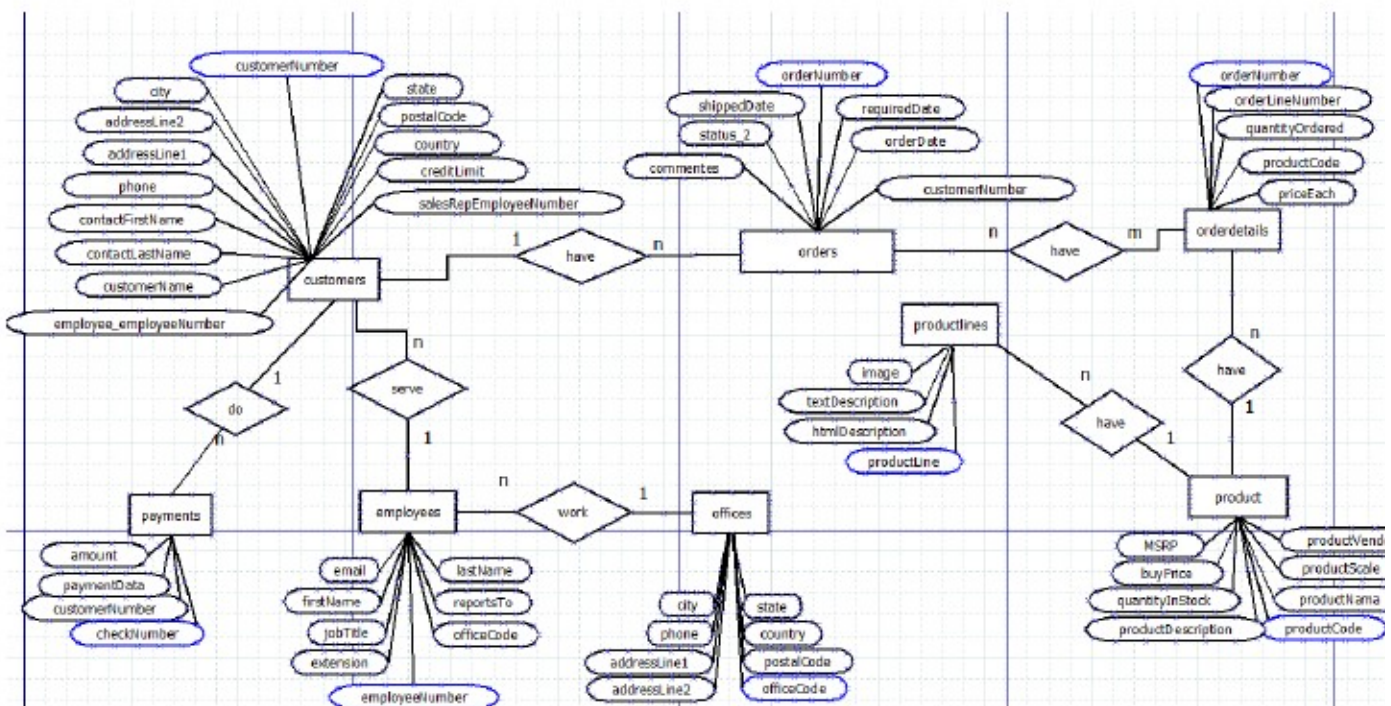 customerNumber
city
state
addressLine2
postalCode
addressLine1
country
phone
creditLimit
contactFirstName
salesRepEmployeeNumber
contactLastName
customerName
employee_employeeNumber
customers
1
have
n
orderNumber
shippedDate
requiredDate
status_2
orderDate
commentes
customerNumber
orders
n
have
m
orderNumber
orderLineNumber
quantityOrdered
productCode
priceEach
orderdetails
n
have
1
productlines
image
textDescription
htmlDescription
productLine
n
have
1
product
MSRP
productVende
buyPrice
productScale
quantityInStock
productNama
productDescription
productCode
1
do
n
payments
amount
paymentData
customerNumber
checkNumber
n
serve
1
employees
email
lastName
firstName
reportsTo
jobTitle
officeCode
extension
employeeNumber
n
work
1
offices
city
state
phone
country
addressLine1
postalCode
addressLine2
officeCode